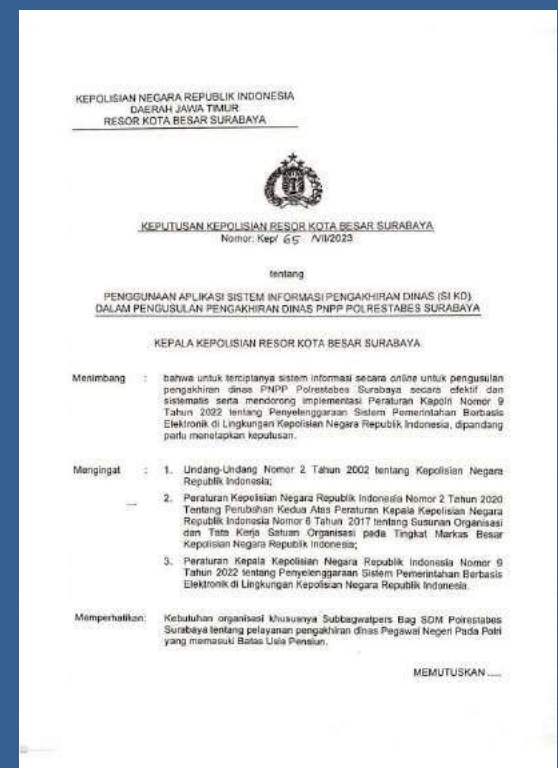 KEPOLISIAN NEGARA REPUBLIK INDONESIA
DAERAH JAWA TIMUR
RESOR KOTA BESAR SURABAYA
KEPUTUSAN KEPOLISIAN RESOR KOTA BESAR SURABAYA
Nomor: Kep/ 65 /VII/2023
tentang
PENGGUNAAN APLIKASI SISTEM INFORMASI PENGAKHIRAN DINAS (SI KD)
DALAM PENGUSULAN PENGAKHIRAN DINAS PNPP POLRESTABES SURABAYA
KEPALA KEPOLISIAN RESOR KOTA BESAR SURABAYA
Menimbang : bahwa untuk terciptanya sistem informasi secara online untuk pengusulan
pengakhiran dinas PNPP Polrestabes Surabaya secara efektif dan
sistematis serta mendorong implementasi Peraturan Kapolri Nomor 9
Tahun 2022 tentang Penyelenggaraan Sistem Pemerintahan Berbasis
Elektronik di Lingkungan Kepolisian Negara Republik Indonesia, dipandang
perlu menetapkan keputusan.
Mengingat : 1. Undang-Undang Nomor 2 Tahun 2002 tentang Kepolisian Negara
Republik Indonesia;
2. Peraturan Kepolisian Negara Republik Indonesia Nomor 2 Tahun 2020
Tentang Perubahan Kedua Atas Peraturan Kepala Kepolisian Negara
Republik Indonesia Nomor 6 Tahun 2017 tentang Susunan Organisasi
dan Tata Kerja Satuan Organisasi pada Tingkat Markas Besar
Kepolisian Negara Republik Indonesia;
3. Peraturan Kepala Kepolisian Negara Republik Indonesia Nomor 9
Tahun 2022 tentang Penyelenggaraan Sistem Pemerintahan Berbasis
Elektronik di Lingkungan Kepolisian Negara Republik Indonesia.
Memperhatikan: Kebutuhan organisasi khususnya Subbagwatpers Bag SDM Polrestabes
Surabaya tentang pelayanan pengakhiran dinas Pegawai Negeri Pada Polri
yang memasuki Batas Usia Pensiun.
MEMUTUSKAN .....